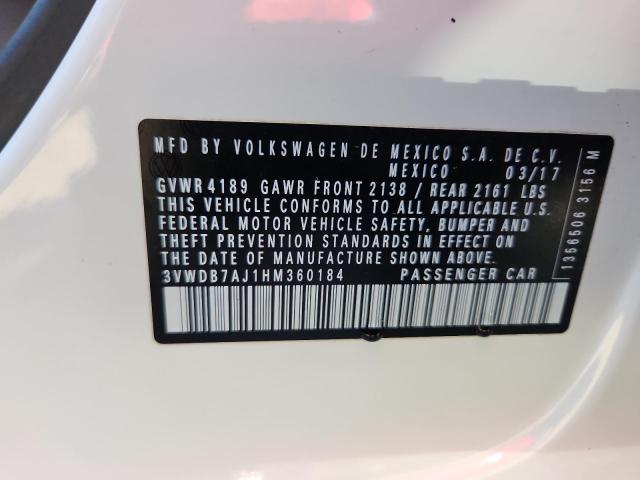 MFD BY VOLKSWAGEN DE MEXICO S.A. DE C.V.
MEXICO 03/17
GVWR 4189 GAWR FRONT 2138 / REAR 2161 LBS
THIS VEHICLE CONFORMS TO ALL APPLICABLE U.S.
FEDERAL MOTOR VEHICLE SAFETY, BUMPER AND
THEFT PREVENTION STANDARDS IN EFFECT ON
THE DATE OF MANUFACTURE SHOWN ABOVE.
3VWDB7AJ1HM360184 PASSENGER CAR
1356506 3156 M